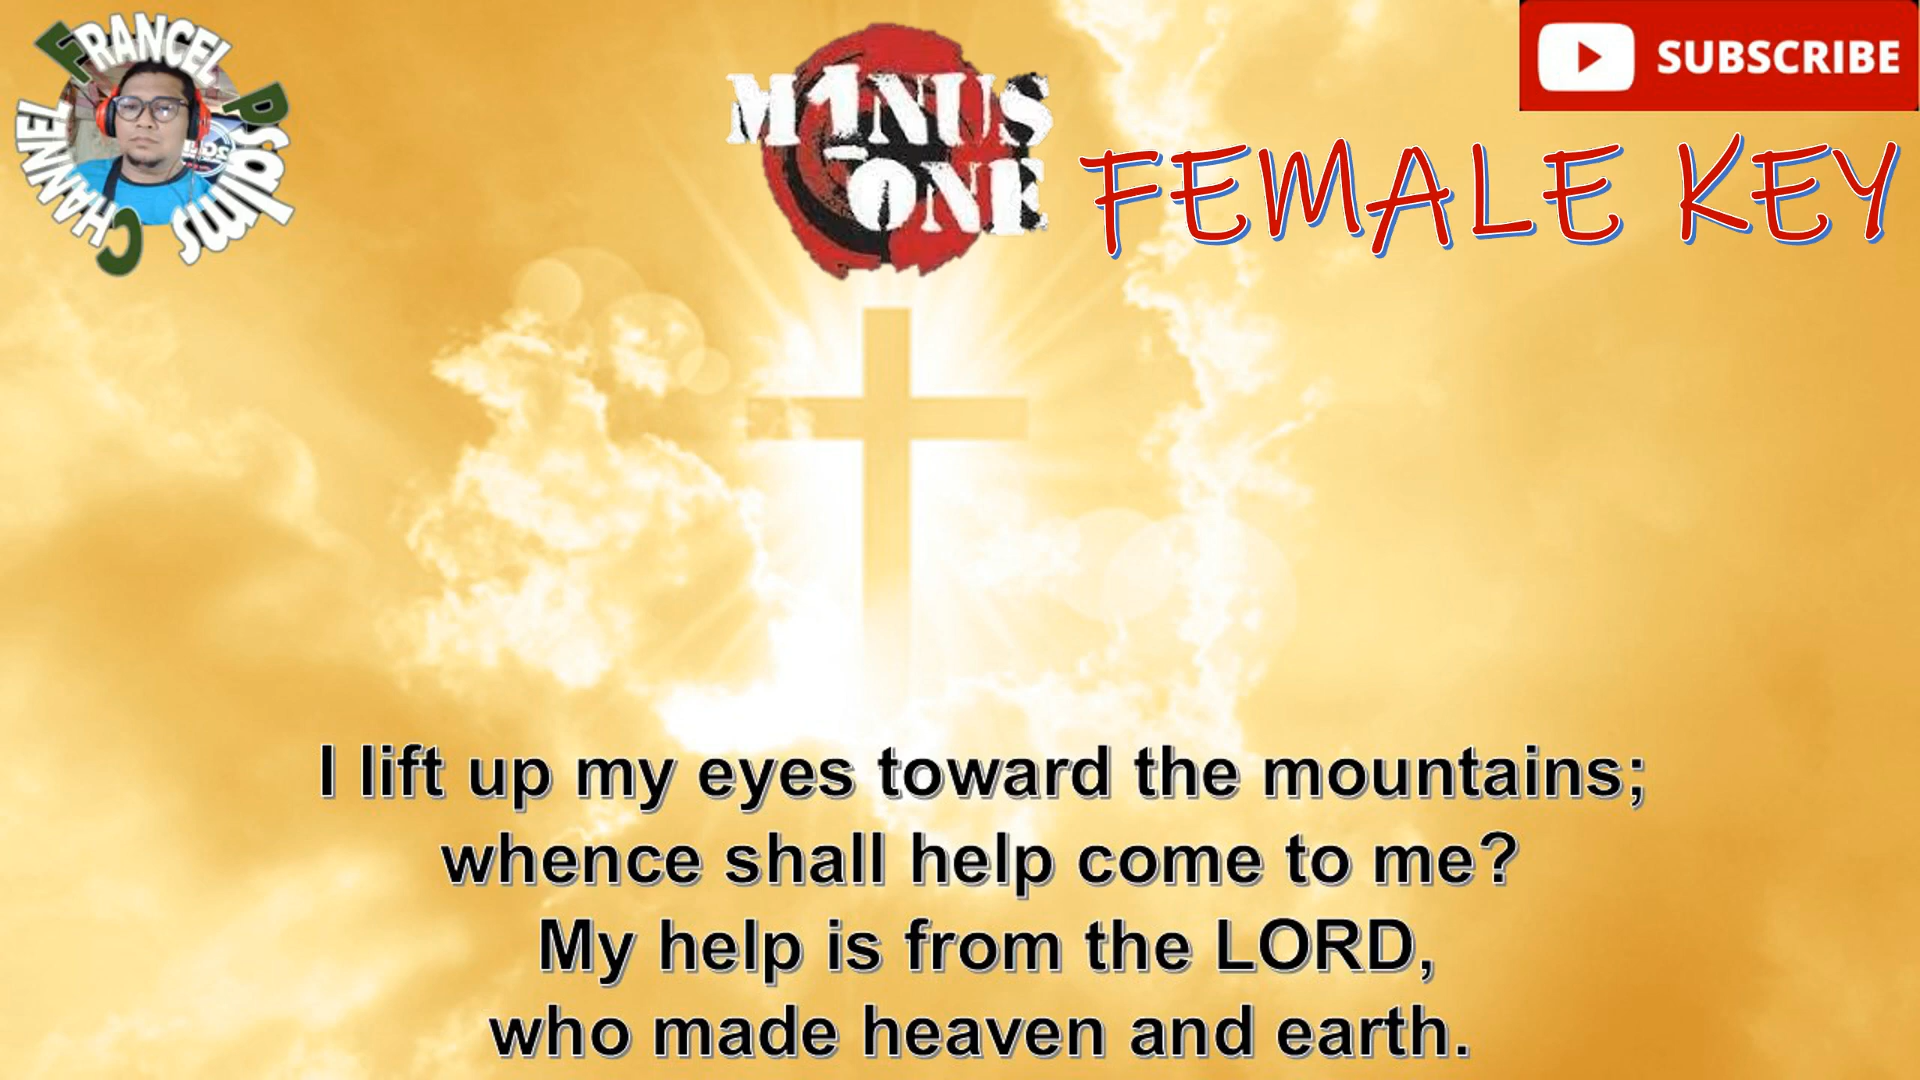 FRANCEL Psalms CHANNEL
M1NUS
ONE
SUBSCRIBE
FEMALE KEY
I lift up my eyes toward the mountains;
whence shall help come to me?
My help is from the LORD,
who made heaven and earth.